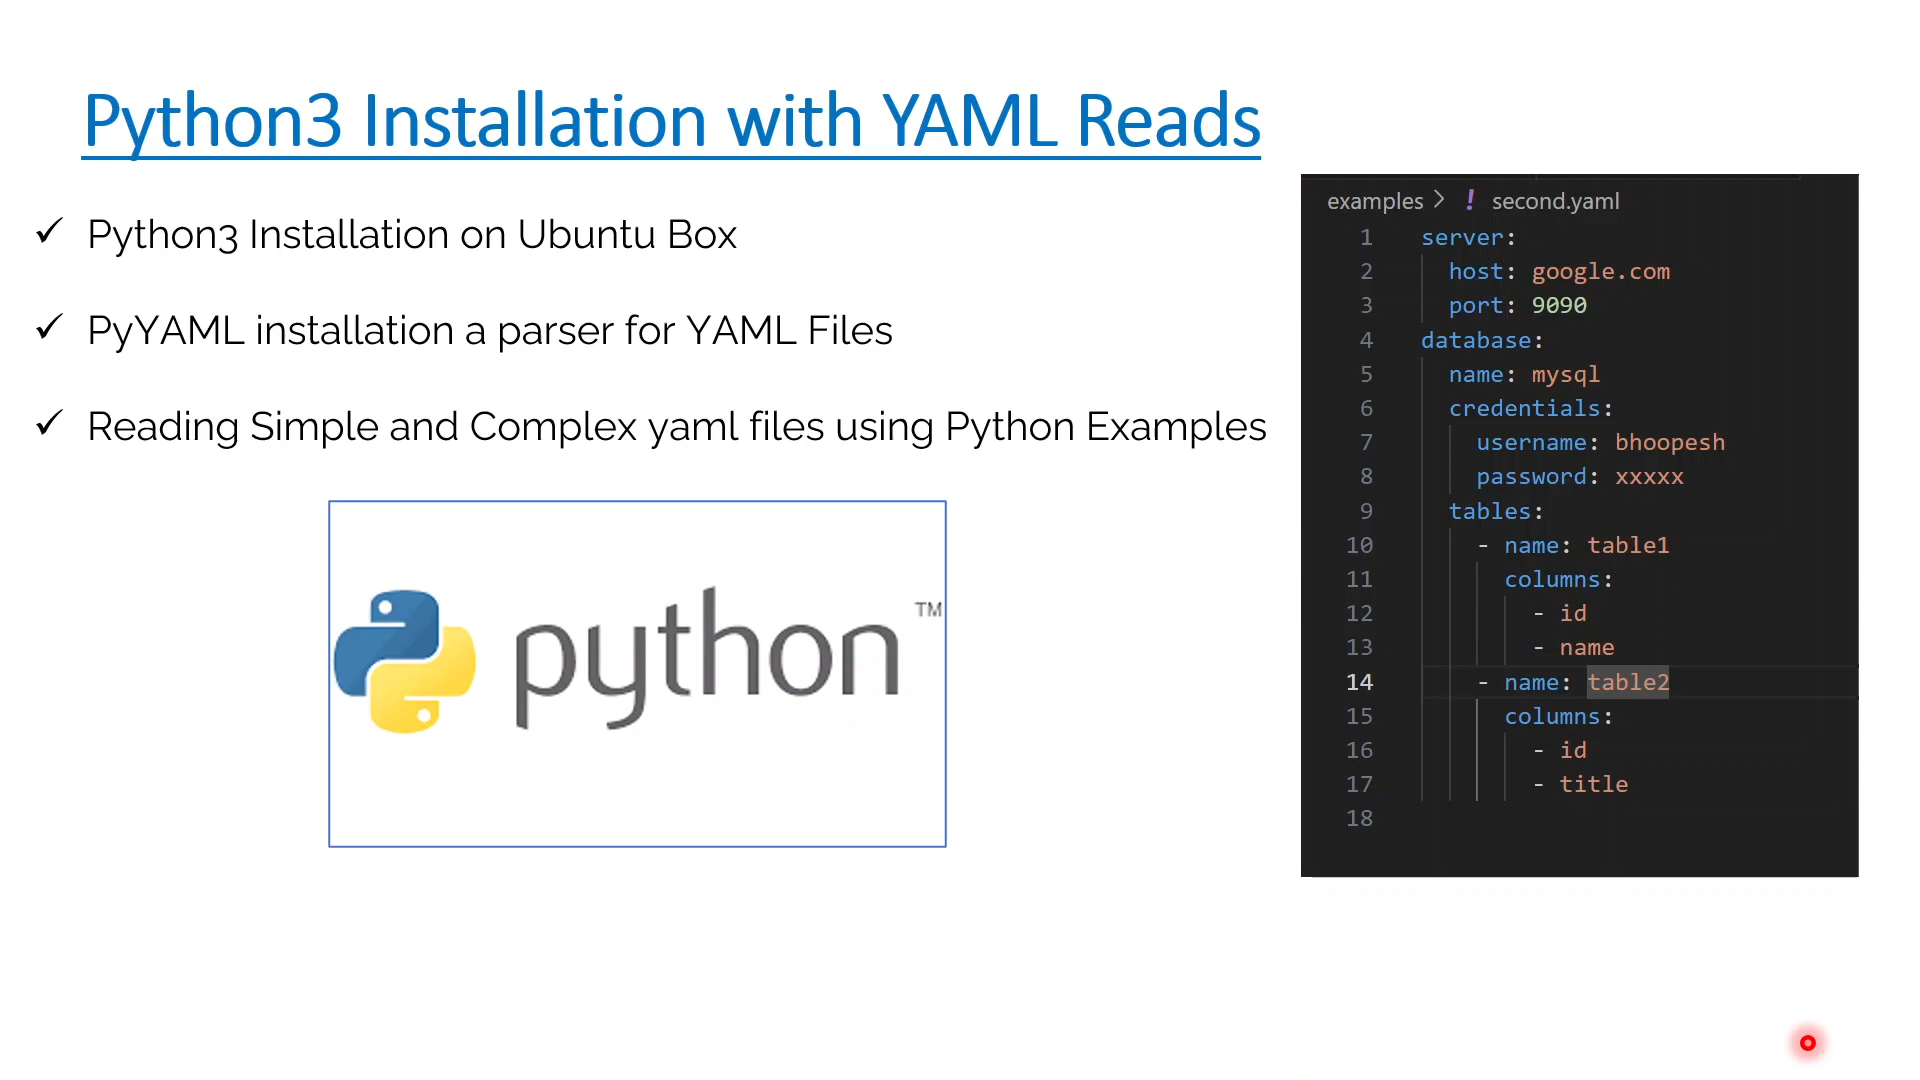 Python3 Installation with YAML Reads
✓ Python3 Installation on Ubuntu Box
✓ PyYAML installation a parser for YAML Files
✓ Reading Simple and Complex yaml files using Python Examples
python TM
examples > ! second.yaml
1 server:
2   host: google.com
3   port: 9090
4 database:
5   name: mysql
6   credentials:
7     username: bhoopesh
8     password: xxxxx
9   tables:
10     - name: table1
11       columns:
12         - id
13         - name
14     - name: table2
15       columns:
16         - id
17         - title
18